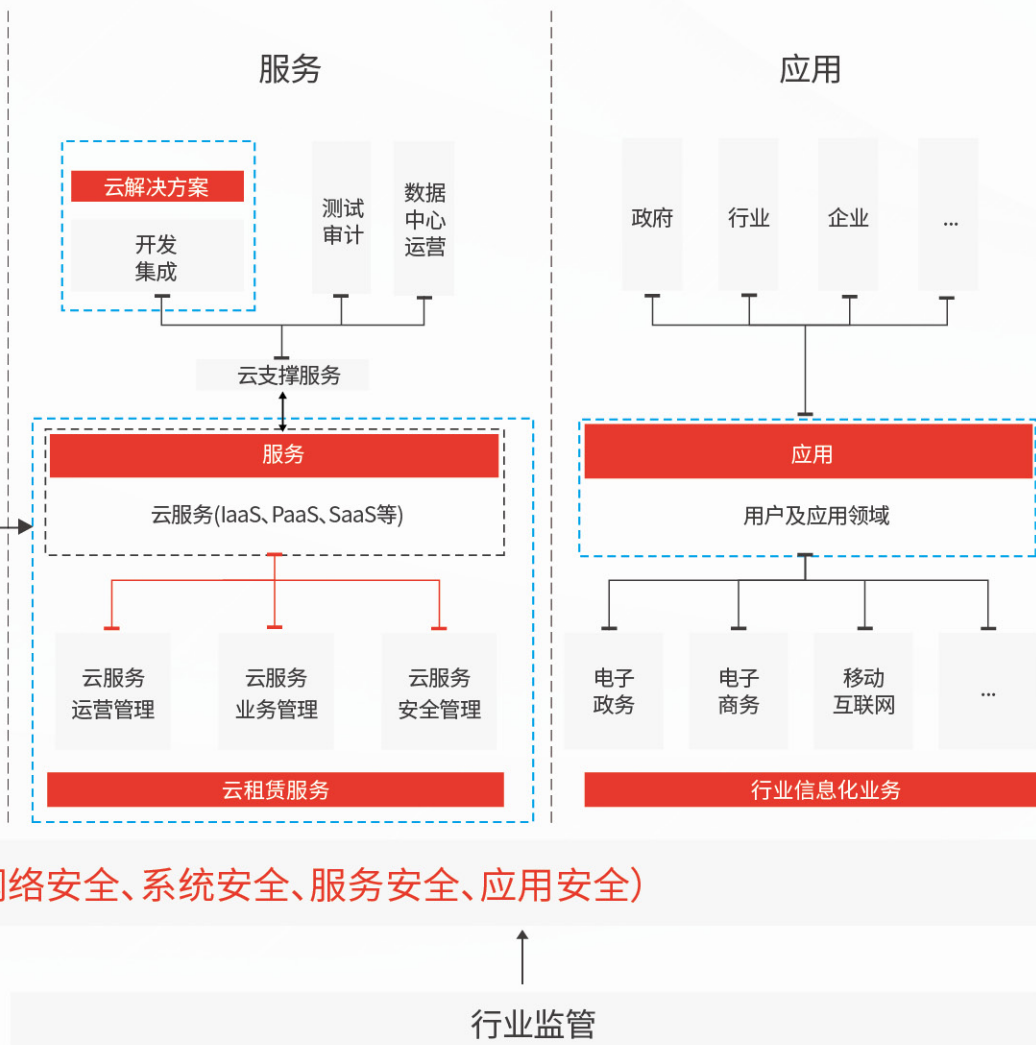 服务
应用
云解决方案
开发
集成
测试
审计
数据
中心
运营
政府
行业
企业
...
云支撑服务
服务
云服务(IaaS、PaaS、SaaS等)
应用
用户及应用领域
云服务
运营管理
云服务
业务管理
云服务
安全管理
电子
政务
电子
商务
移动
互联网
...
云租赁服务
行业信息化业务
络安全、系统安全、服务安全、应用安全）
行业监管